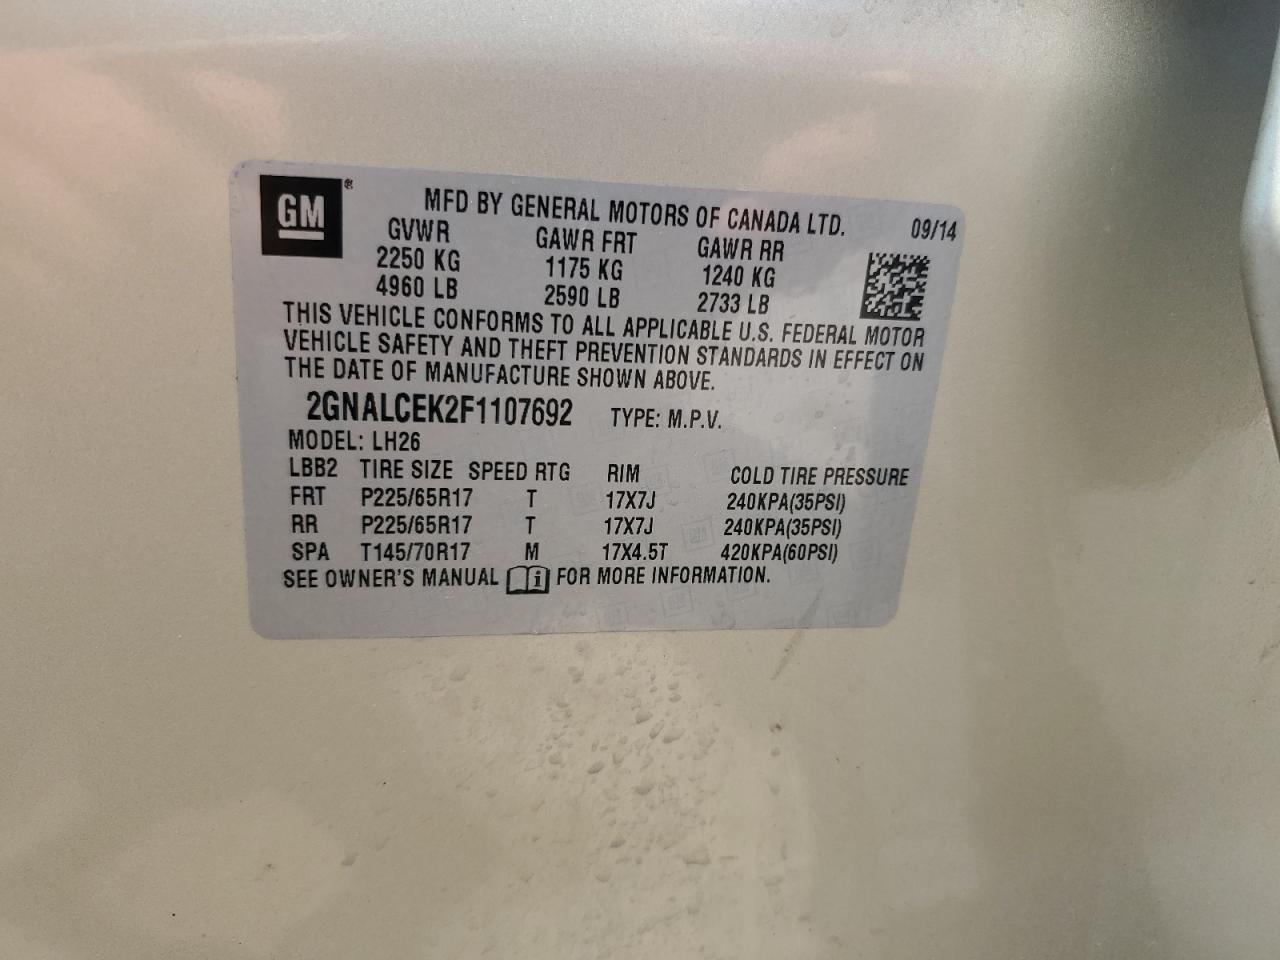 GM ®
MFD BY GENERAL MOTORS OF CANADA LTD. 09/14
GVWR GAWR FRT GAWR RR
2250 KG 1175 KG 1240 KG
4960 LB 2590 LB 2733 LB
THIS VEHICLE CONFORMS TO ALL APPLICABLE U.S. FEDERAL MOTOR
VEHICLE SAFETY AND THEFT PREVENTION STANDARDS IN EFFECT ON
THE DATE OF MANUFACTURE SHOWN ABOVE.
2GNALCEK2F1107692 TYPE: M.P.V.
MODEL: LH26
LBB2 TIRE SIZE SPEED RTG RIM COLD TIRE PRESSURE
FRT P225/65R17 T 17X7J 240KPA(35PSI)
RR P225/65R17 T 17X7J 240KPA(35PSI)
SPA T145/70R17 M 17X4.5T 420KPA(60PSI)
SEE OWNER'S MANUAL i FOR MORE INFORMATION.